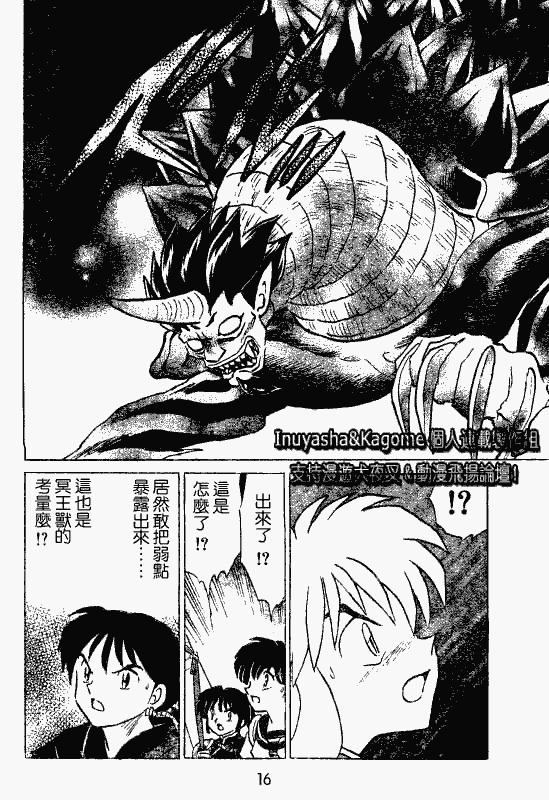 Inuyasha&Kagome 個人連載製作組
支持漫遊犬夜叉&動漫飛揚論壇!
!?
出來了!?
這是
怎麼了!?
居然敢把弱點
暴露出來……
這也是
冥王獸的
考量麼!?
16